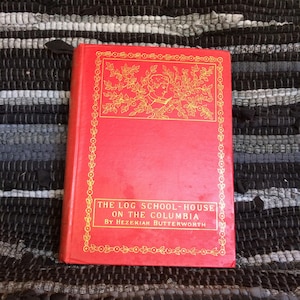 THE LOG SCHOOL-HOUSE
ON THE COLUMBIA
BY HEZEKIAH BUTTERWORTH